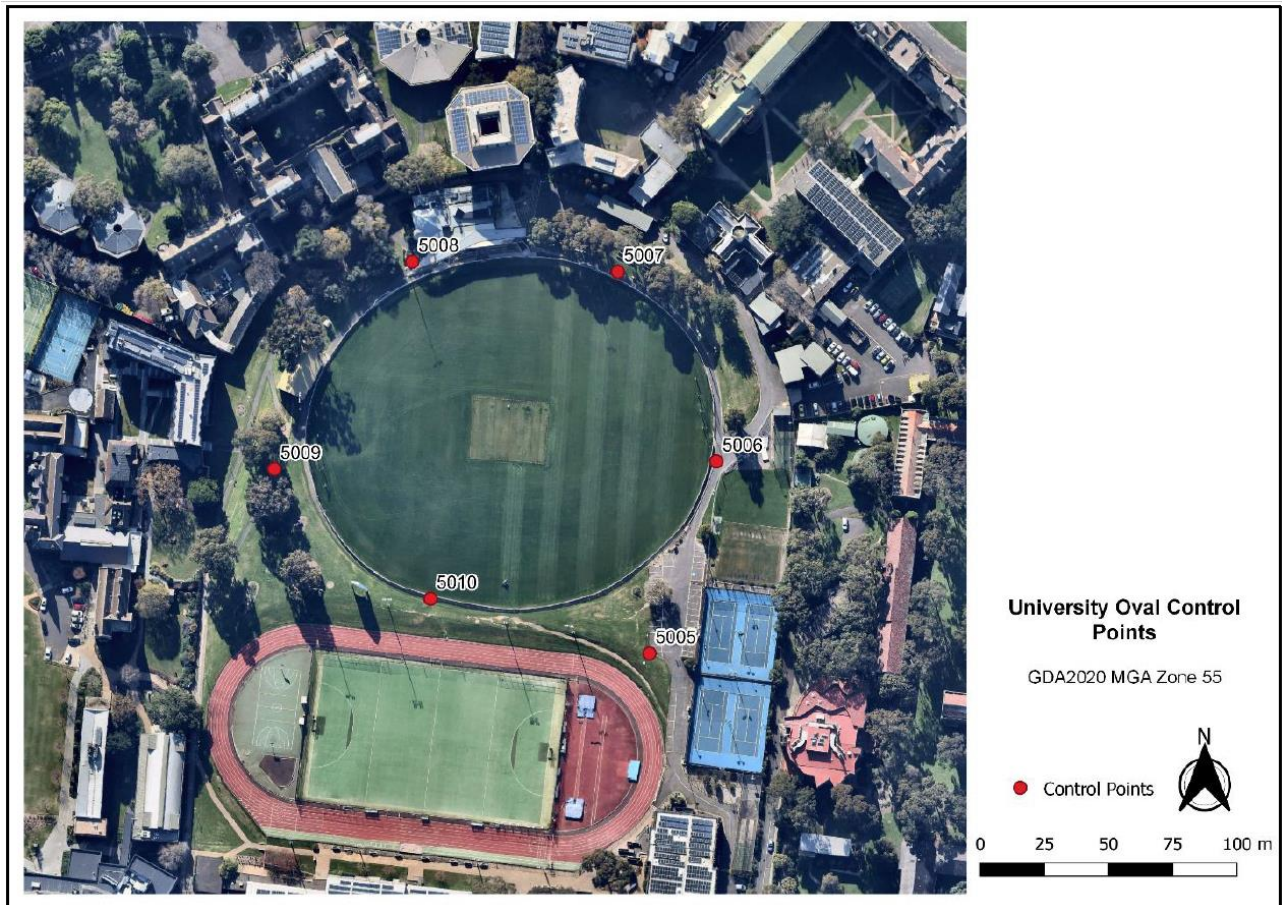 5008
5007
5006
5009
5010
5005
University Oval Control
Points
GDA2020 MGA Zone 55
N
Control Points
0 25 50 75 100 m